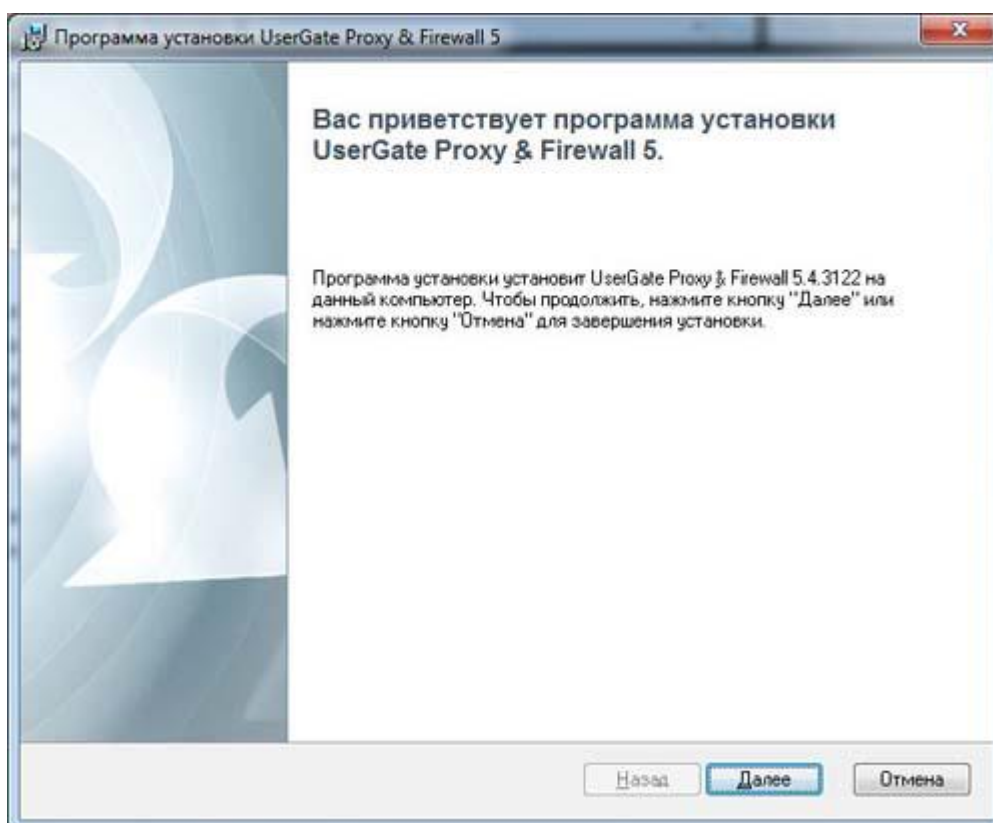 Программа установки UserGate Proxy & Firewall 5
Вас приветствует программа установки
UserGate Proxy & Firewall 5.
Программа установки установит UserGate Proxy & Firewall 5.4.3122 на
данный компьютер. Чтобы продолжить, нажмите кнопку "Далее" или
нажмите кнопку "Отмена" для завершения установки.
Назад
Далее
Отмена